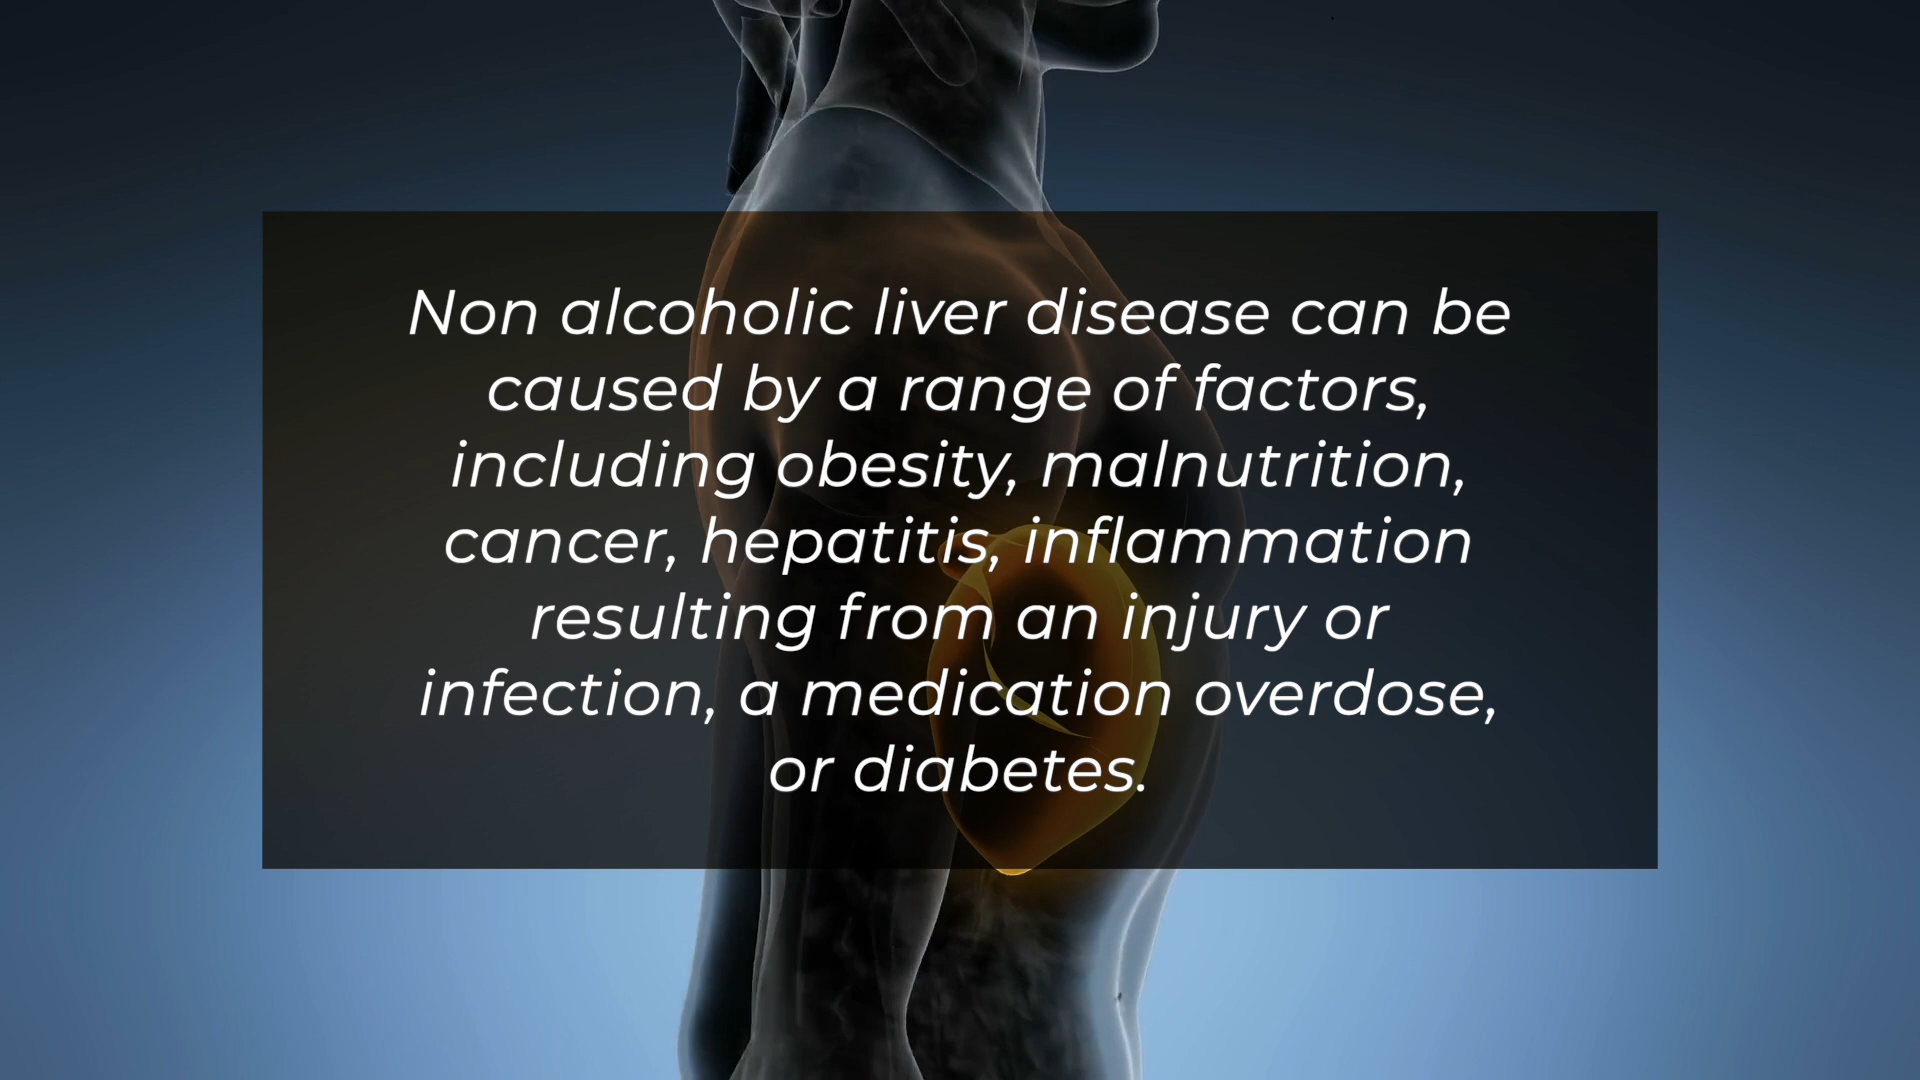 Non alcoholic liver disease can be
caused by a range of factors,
including obesity, malnutrition,
cancer, hepatitis, inflammation
resulting from an injury or
infection, a medication overdose,
or diabetes.